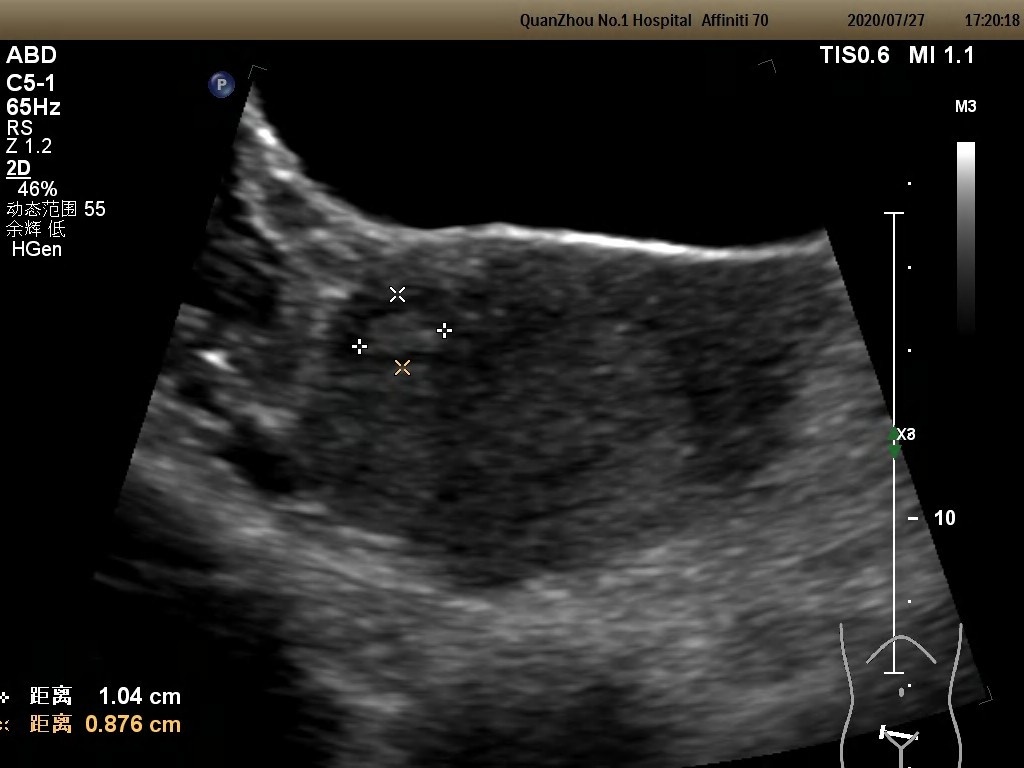 QuanZhou No.1 Hospital Affiniti 70 2020/07/27 17:20:18
ABD
TIS0.6 MI 1.1
C5-1
65Hz
RS
Z 1.2
2D
46%
动态范围 55
余辉 低
HGen
P
M3
X3
10
距离 1.04 cm
距离 0.876 cm